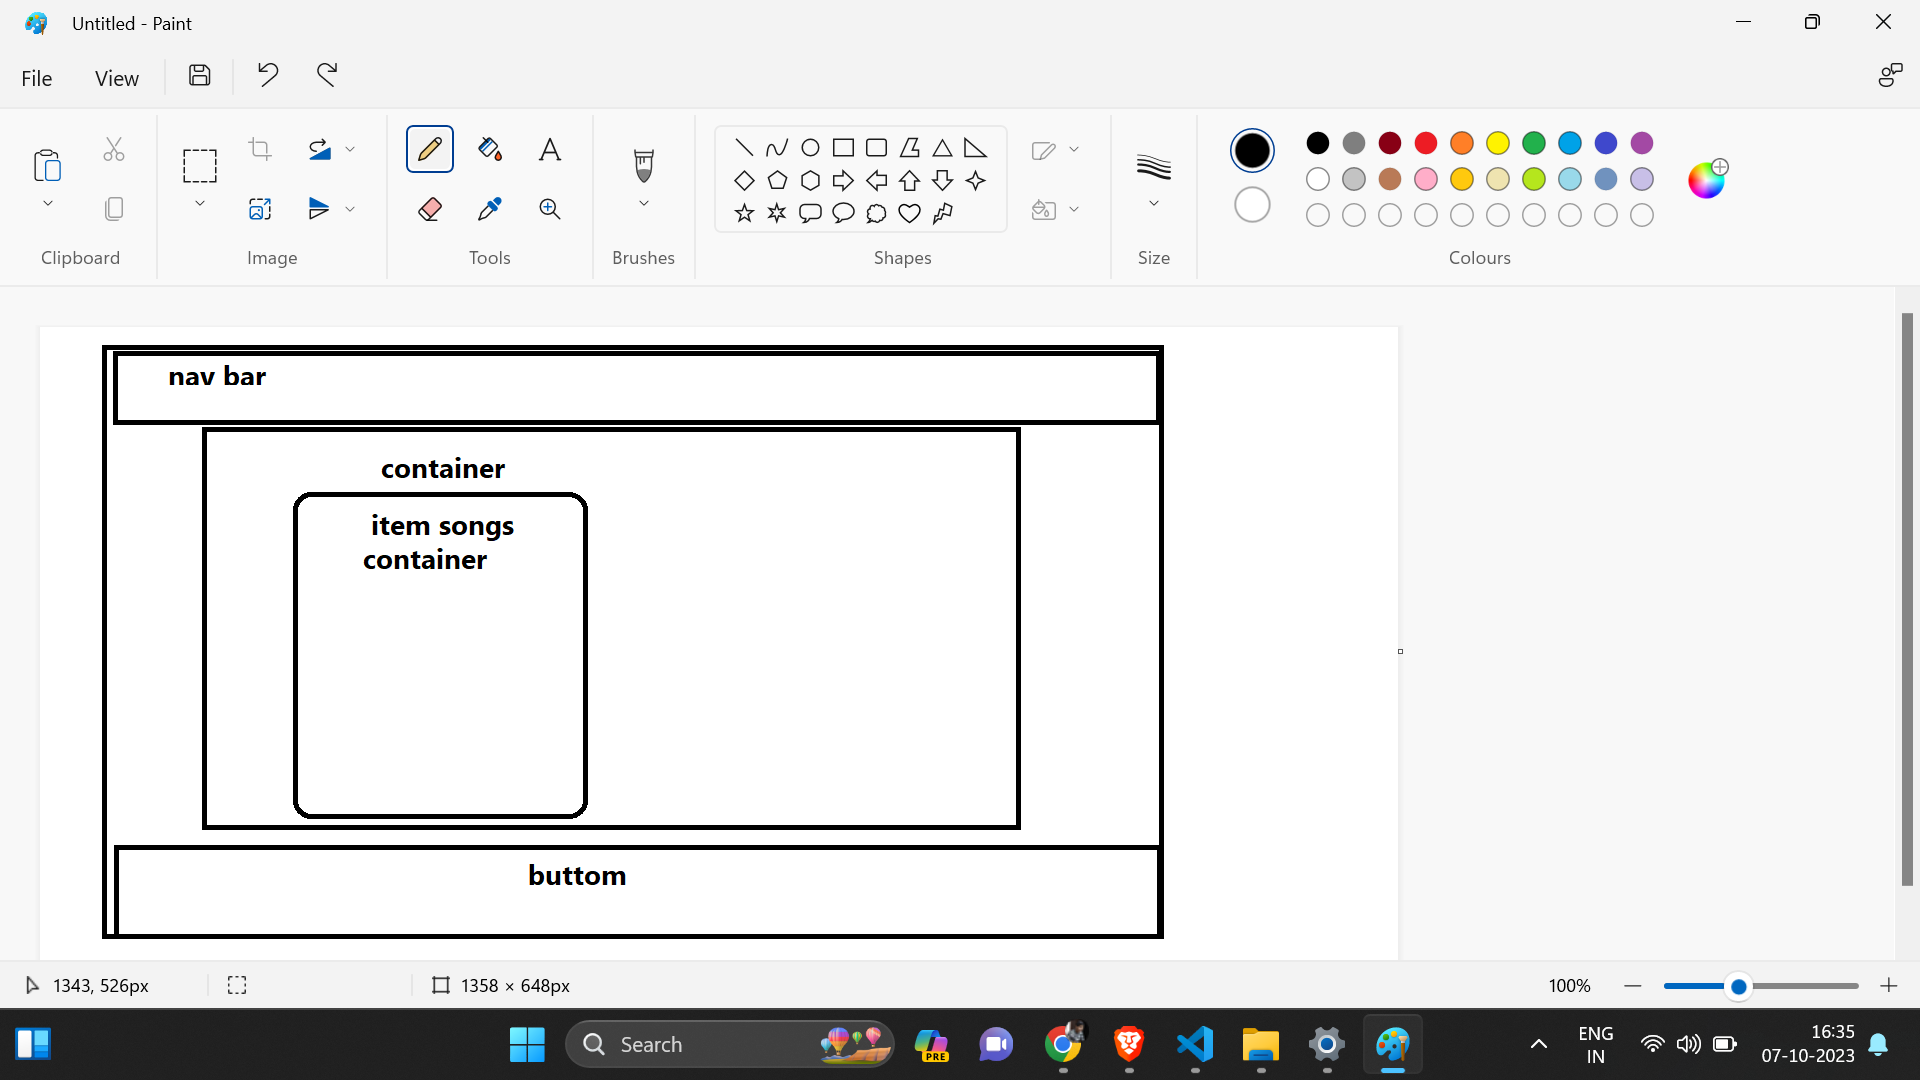 Untitled - Paint
File View
Clipboard
Image
Tools
Brushes
Shapes
Size
Colours
nav bar
container
item songs
container
buttom
1343, 526px
1358 × 648px
100%
Search
PRE
ENG
IN
16:35
07-10-2023